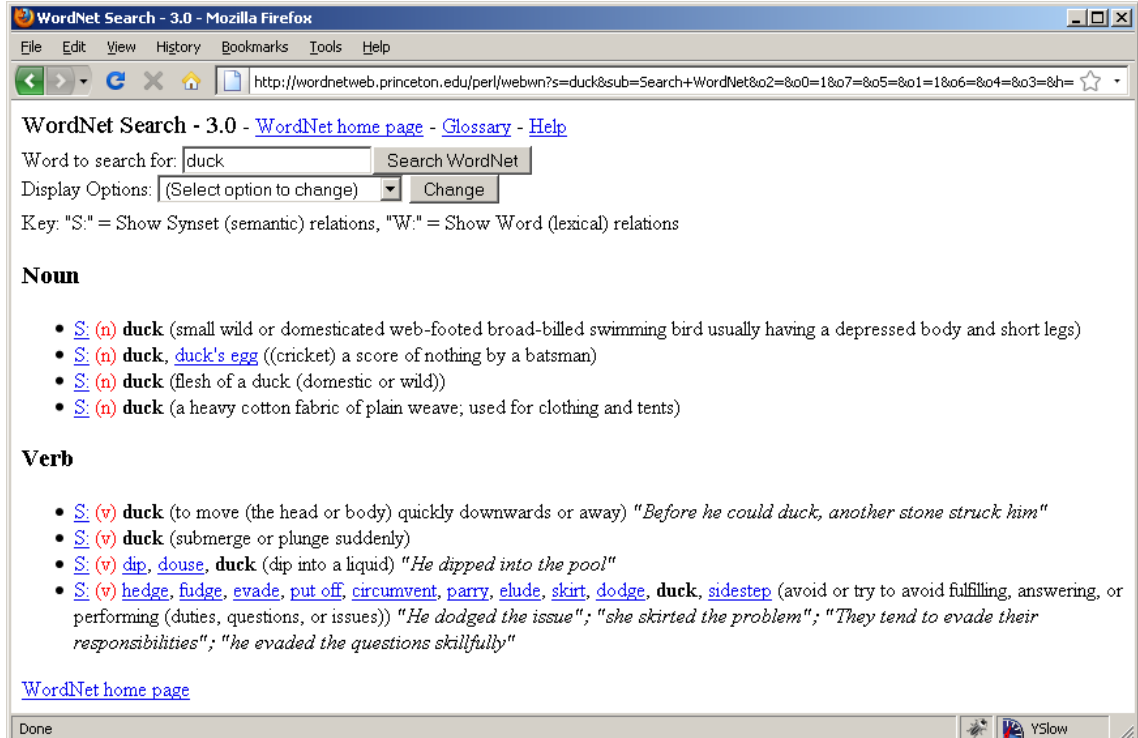 WordNet Search - 3.0 - Mozilla Firefox
File Edit View History Bookmarks Tools Help
http://wordnetweb.princeton.edu/perl/webwn?s=duck&sub=Search+WordNet&o2=&o0=1&o7=&o5=&o1=1&o6=&o4=&o3=&h=
WordNet Search - 3.0 - WordNet home page - Glossary - Help
Word to search for: duck Search WordNet
Display Options: (Select option to change) Change
Key: "S:" = Show Synset (semantic) relations, "W:" = Show Word (lexical) relations
Noun
• S: (n) duck (small wild or domesticated web-footed broad-billed swimming bird usually having a depressed body and short legs)
• S: (n) duck, duck's egg ((cricket) a score of nothing by a batsman)
• S: (n) duck (flesh of a duck (domestic or wild))
• S: (n) duck (a heavy cotton fabric of plain weave; used for clothing and tents)
Verb
• S: (v) duck (to move (the head or body) quickly downwards or away) "Before he could duck, another stone struck him"
• S: (v) duck (submerge or plunge suddenly)
• S: (v) dip, douse, duck (dip into a liquid) "He dipped into the pool"
• S: (v) hedge, fudge, evade, put off, circumvent, parry, elude, skirt, dodge, duck, sidestep (avoid or try to avoid fulfilling, answering, or
performing (duties, questions, or issues)) "He dodged the issue"; "she skirted the problem"; "They tend to evade their
responsibilities"; "he evaded the questions skillfully"
WordNet home page
Done YSlow